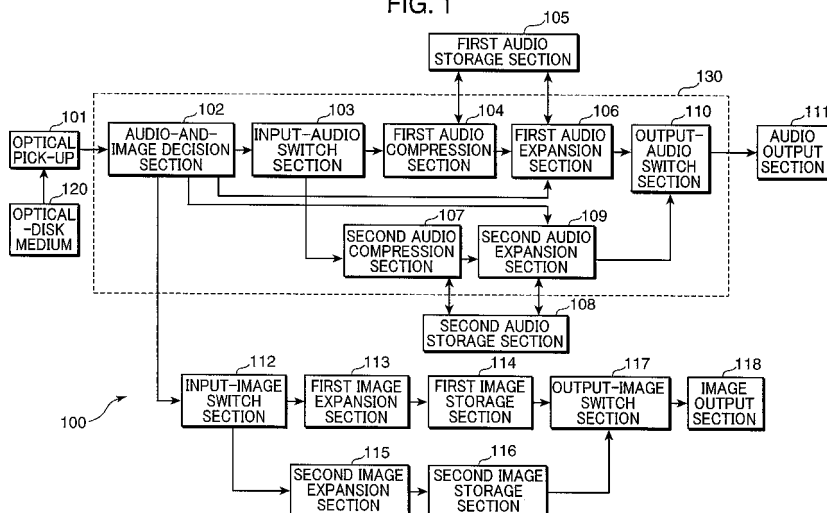 FIG. 1
105
FIRST AUDIO
STORAGE SECTION
130
101
102
103
104
106
110
111
OPTICAL
PICK-UP
AUDIO-AND-
IMAGE DECISION
SECTION
INPUT-AUDIO
SWITCH
SECTION
FIRST AUDIO
COMPRESSION
SECTION
FIRST AUDIO
EXPANSION
SECTION
OUTPUT-
AUDIO
SWITCH
SECTION
AUDIO
OUTPUT
SECTION
120
OPTICAL
-DISK
MEDIUM
107
109
SECOND AUDIO
COMPRESSION
SECTION
SECOND AUDIO
EXPANSION
SECTION
108
SECOND AUDIO
STORAGE SECTION
112
113
114
117
118
INPUT-IMAGE
SWITCH
SECTION
FIRST IMAGE
EXPANSION
SECTION
FIRST IMAGE
STORAGE
SECTION
OUTPUT-IMAGE
SWITCH
SECTION
IMAGE
OUTPUT
SECTION
100
115
116
SECOND IMAGE
EXPANSION
SECTION
SECOND IMAGE
STORAGE
SECTION